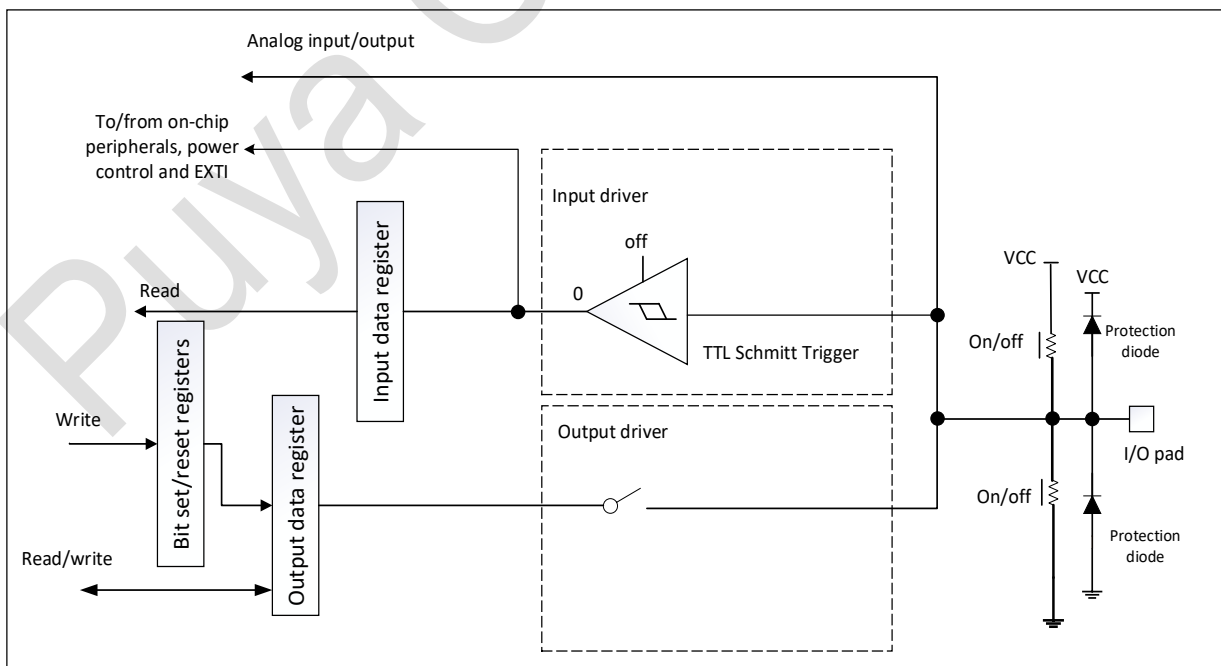 Analog input/output
To/from on-chip
peripherals, power
control and EXTI
Input driver
off
0
TTL Schmitt Trigger
Input data register
Read
Bit set/reset registers
Write
Output data register
Read/write
Output driver
VCC
VCC
On/off
Protection
diode
I/O pad
On/off
Protection
diode
Puya